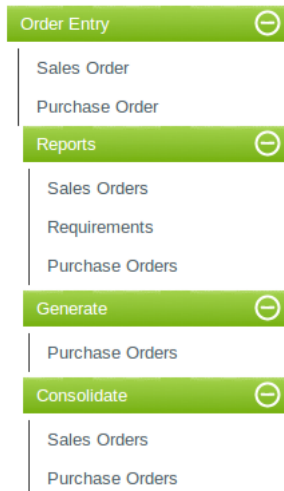 Order Entry
Sales Order
Purchase Order
Reports
Sales Orders
Requirements
Purchase Orders
Generate
Purchase Orders
Consolidate
Sales Orders
Purchase Orders